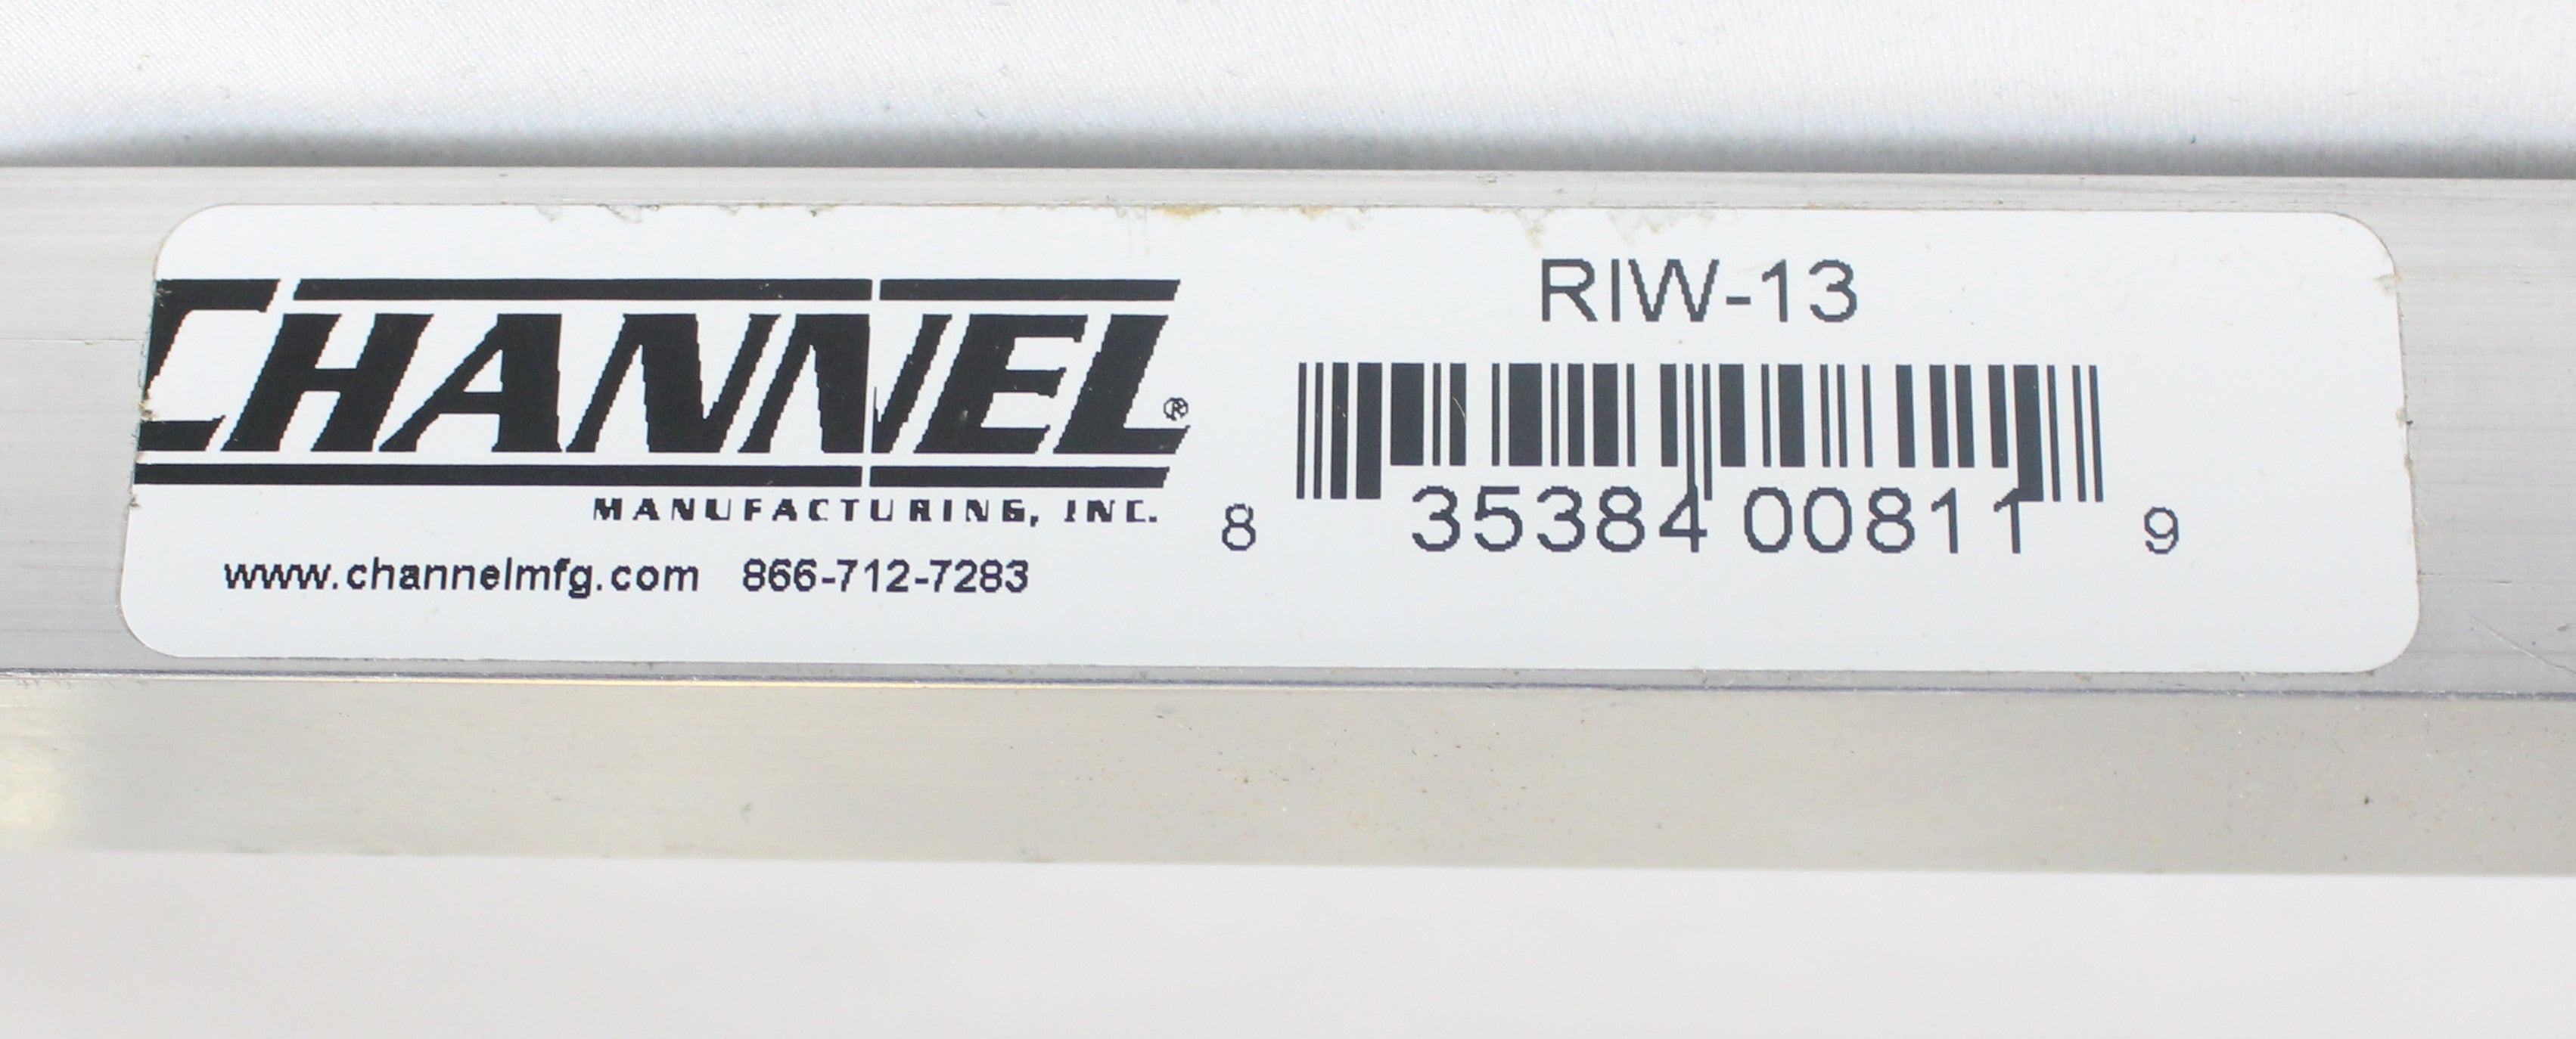 CHANNEL®
MANUFACTURING, INC.
www.channelmfg.com 866-712-7283
RIW-13
8 35384 00811 9